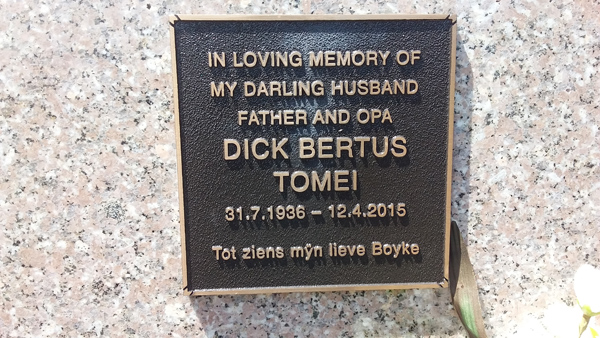 IN LOVING MEMORY OF
MY DARLING HUSBAND
FATHER AND OPA
DICK BERTUS
TOMEI
31.7.1936 – 12.4.2015
Tot ziens mÿn lieve Boyke